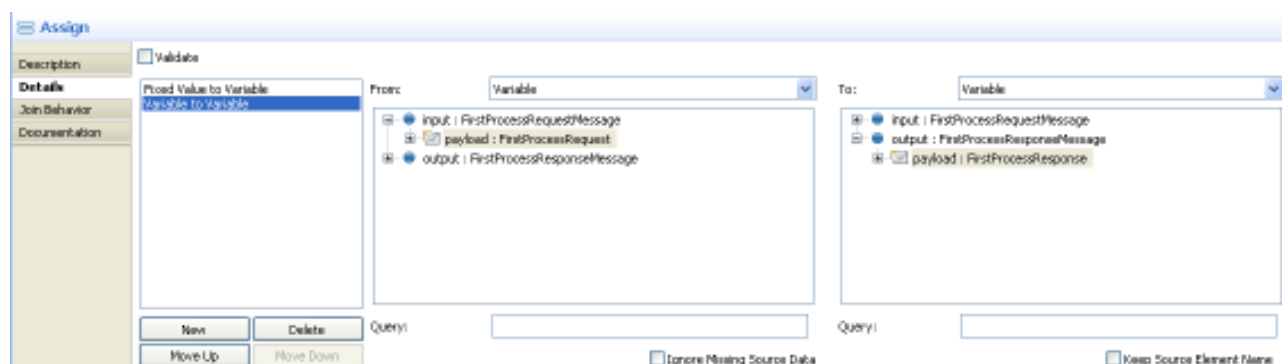 Assign
Description
Details
Join Behavior
Documentation
Validate
Fixed Value to Variable
Variable to Variable
New
Delete
Move Up
Move Down
From:
Variable
input : FirstProcessRequestMessage
payload : FirstProcessRequest
output : FirstProcessResponseMessage
Query:
Ignore Missing Source Data
To:
Variable
input : FirstProcessRequestMessage
output : FirstProcessResponseMessage
payload : FirstProcessResponse
Query:
Keep Source Element Name